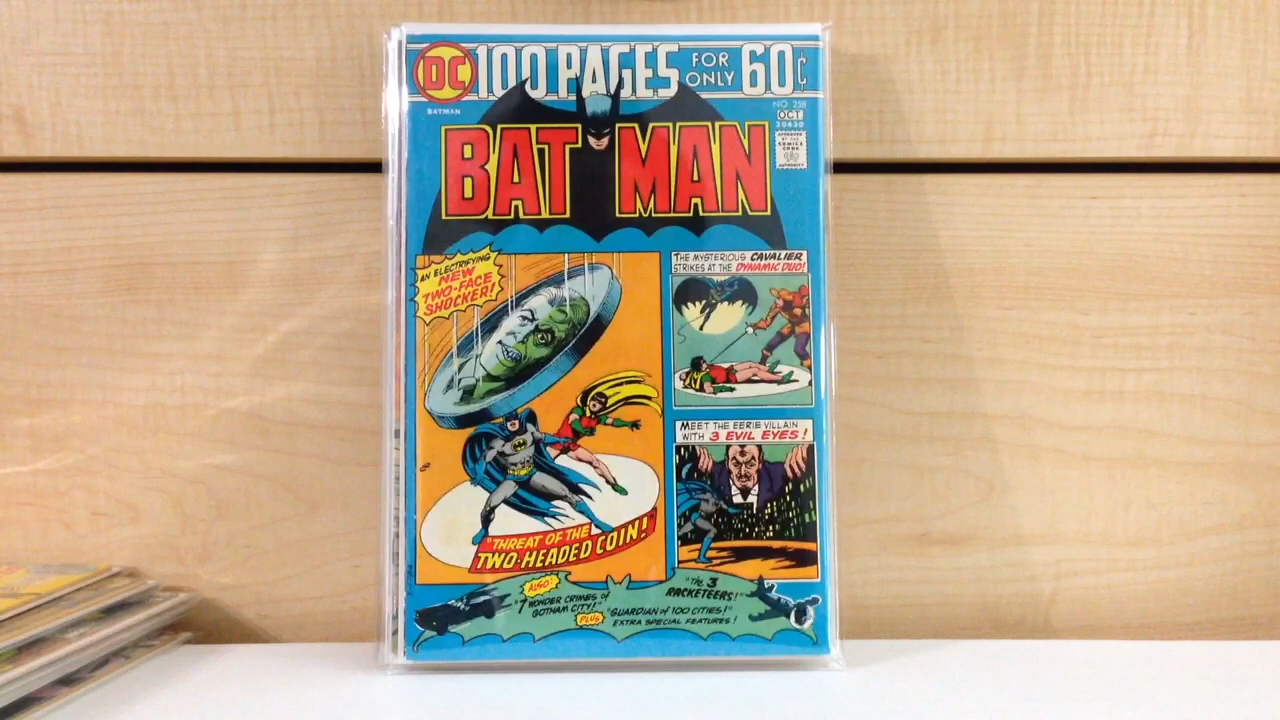 DC 100 PAGES FOR ONLY 60¢
BATMAN
NO. 258
OCT
30430
APPROVED
BY THE
COMICS
CODE
AUTHORITY
BATMAN
AN ELECTRIFYING
NEW
TWO-FACE
SHOCKER!
"THREAT OF THE
TWO-HEADED COIN!"
THE MYSTERIOUS CAVALIER
STRIKES AT THE DYNAMIC DUO!
MEET THE EERIE VILLAIN
WITH 3 EVIL EYES!
ALSO:
"7 WONDER CRIMES OF
GOTHAM CITY!"
"THE 3
RACKETEERS!"
PLUS
"GUARDIAN of 100 CITIES!"
EXTRA SPECIAL FEATURES!